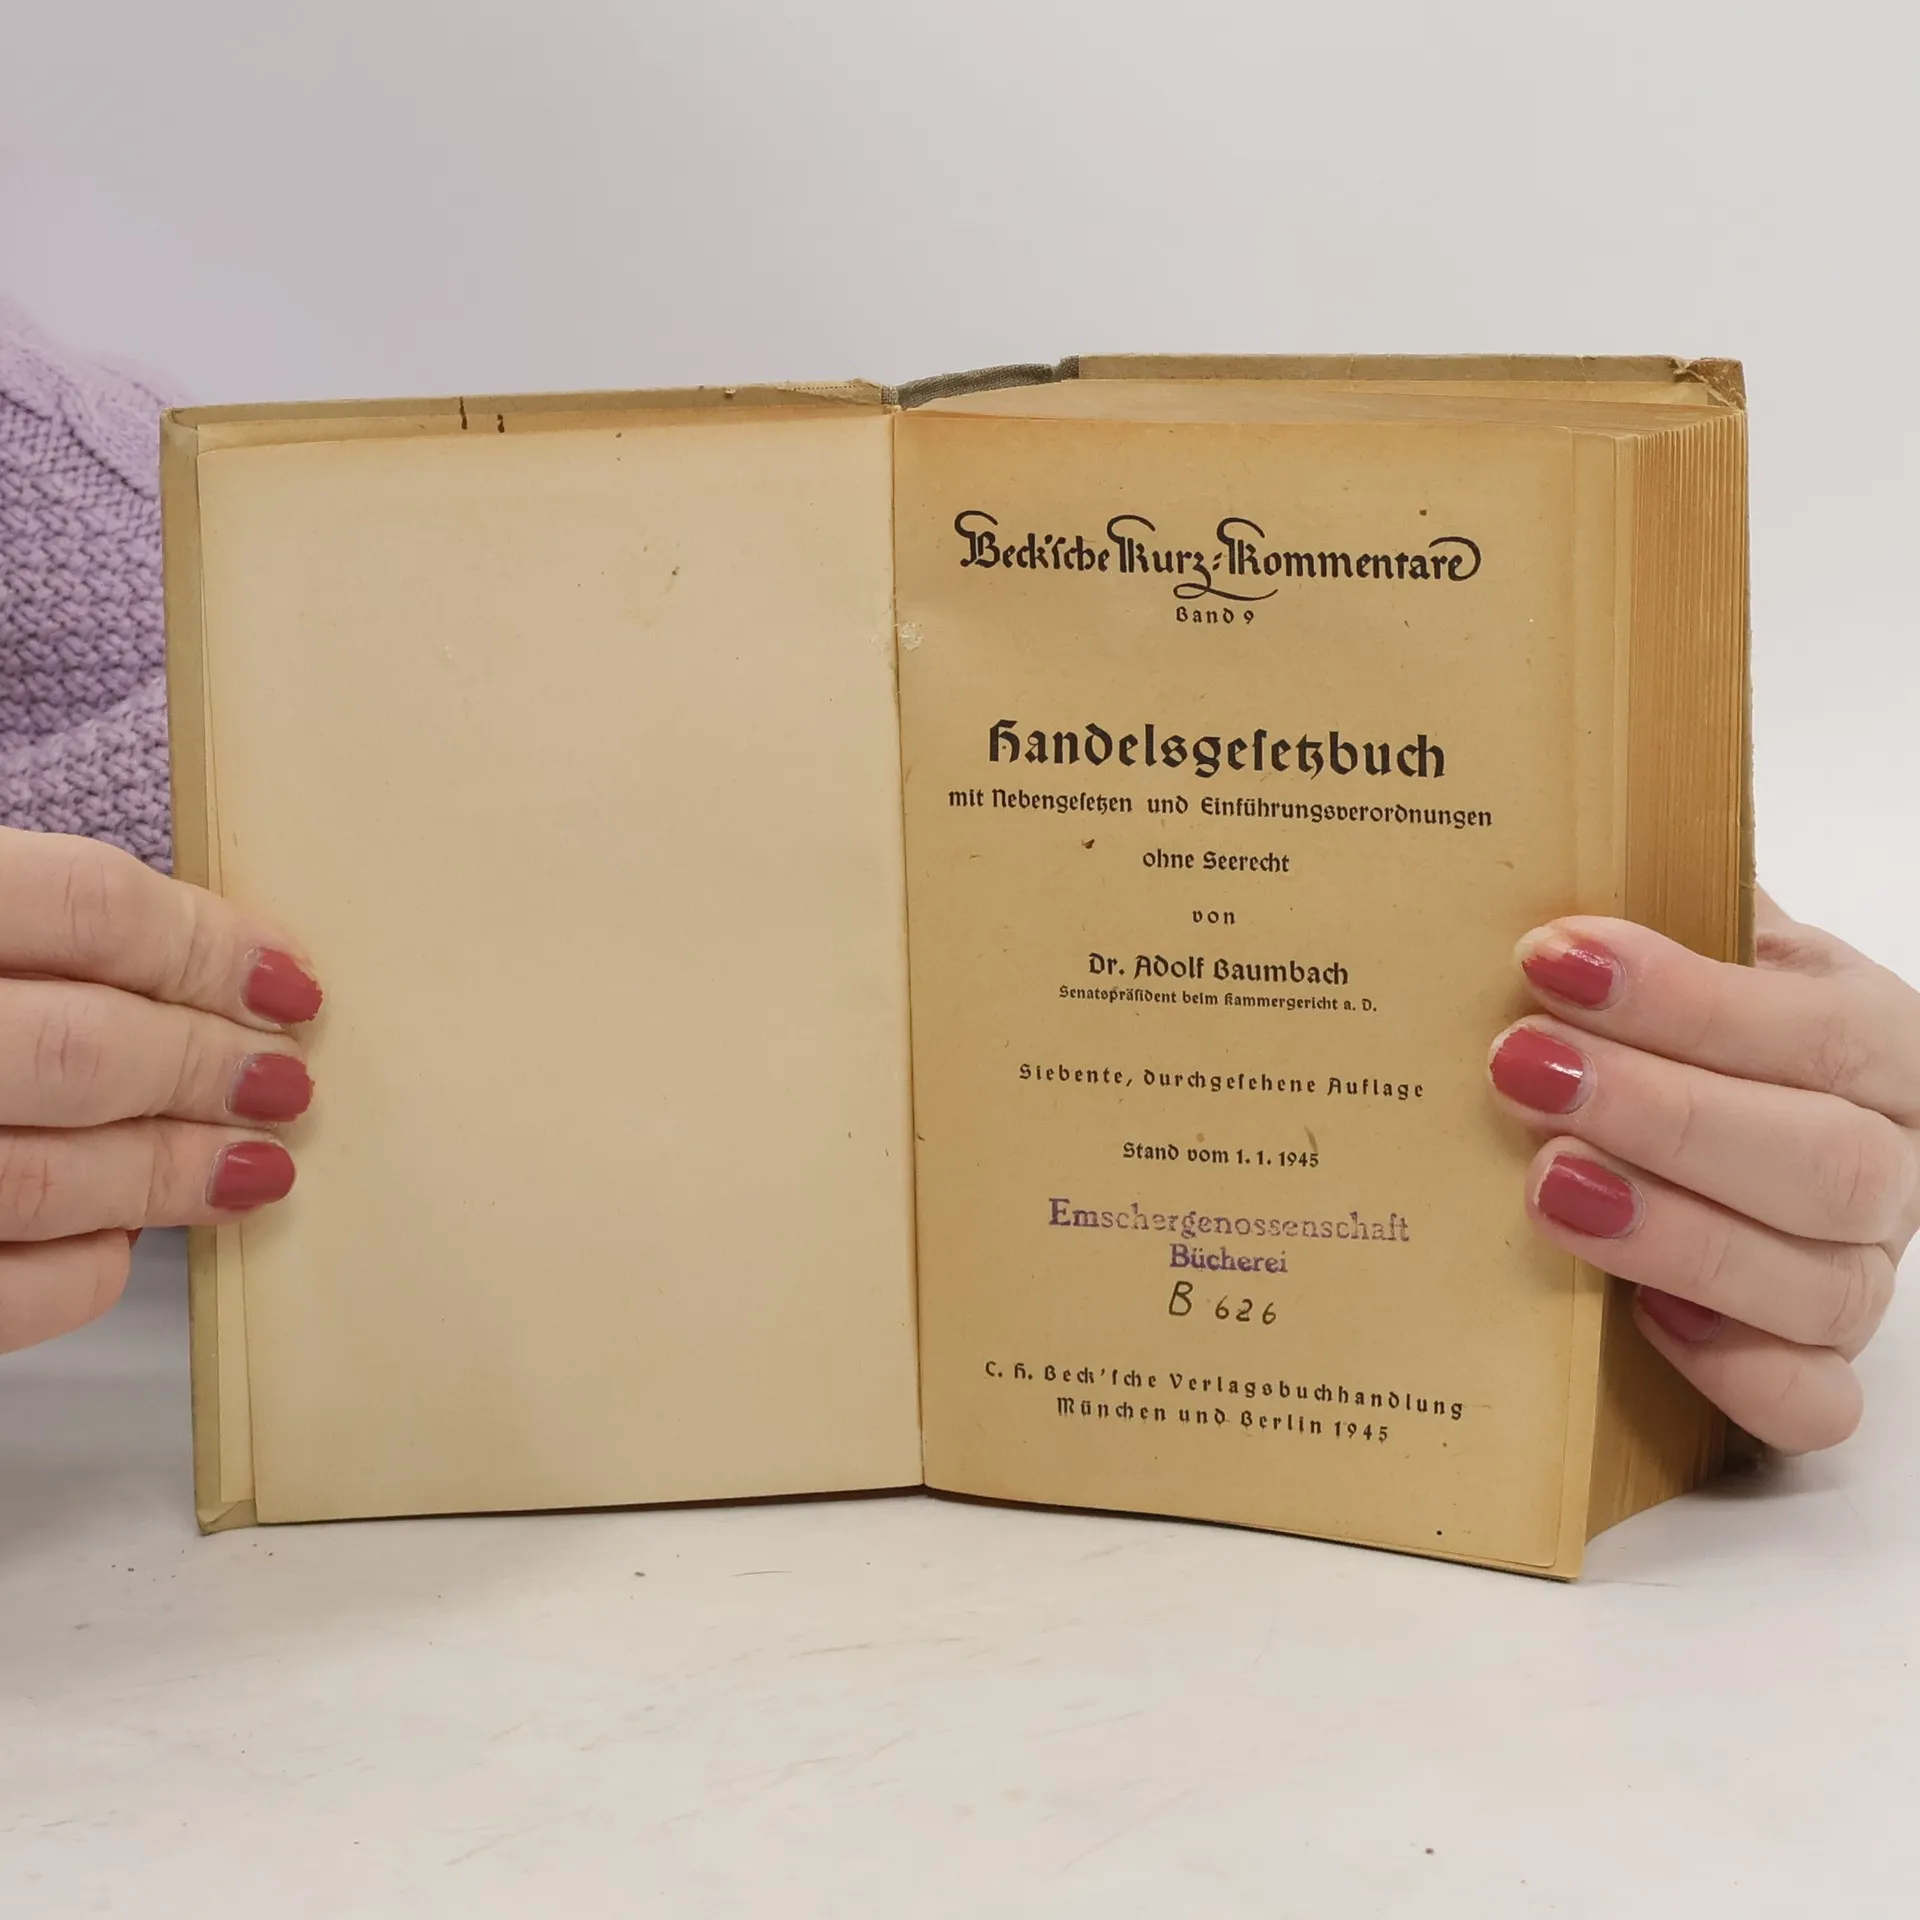 Beck'sche Kurz-Kommentare
Band 9
Handelsgesetzbuch
mit Nebengesetzen und Einführungsverordnungen
ohne Seerecht
von
Dr. Adolf Baumbach
Senatspräsident beim Kammergericht a. D.
Siebente, durchgesehene Auflage
Stand vom 1. 1. 1945
Emschergenossenschaft
Bücherei
B 626
C. H. Beck'sche Verlagsbuchhandlung
München und Berlin 1945